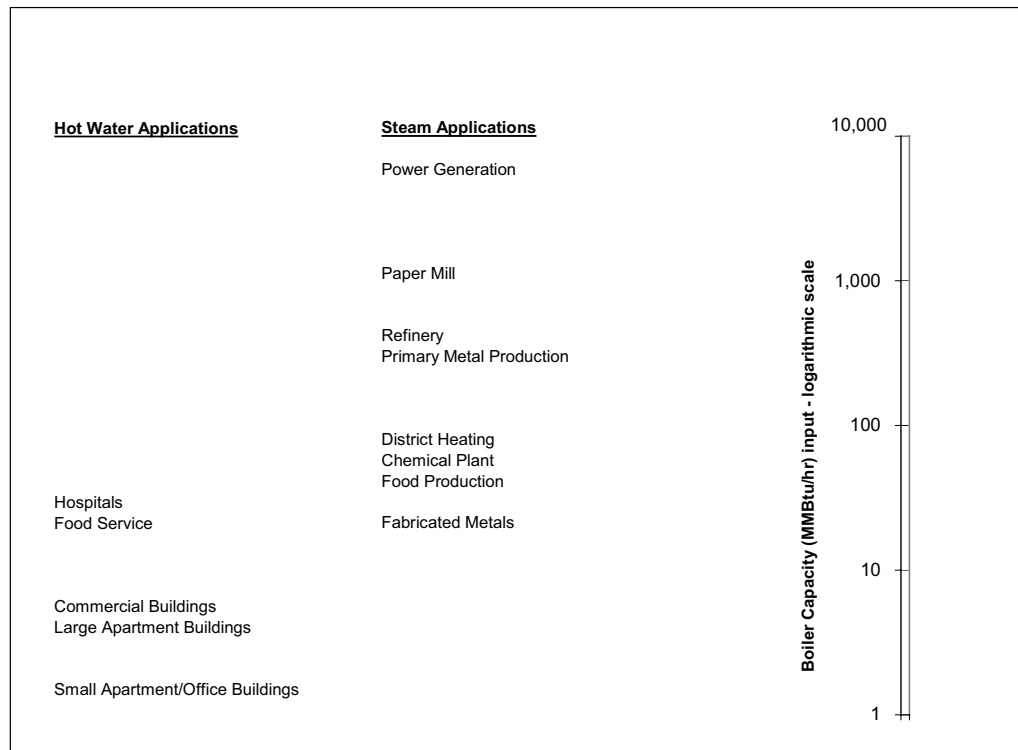 Hot Water Applications
Steam Applications
10,000
Power Generation
Paper Mill
1,000
Refinery
Primary Metal Production
100
District Heating
Chemical Plant
Food Production
Hospitals
Food Service
Fabricated Metals
10
Commercial Buildings
Large Apartment Buildings
Small Apartment/Office Buildings
1
Boiler Capacity (MMBtu/hr) input - logarithmic scale